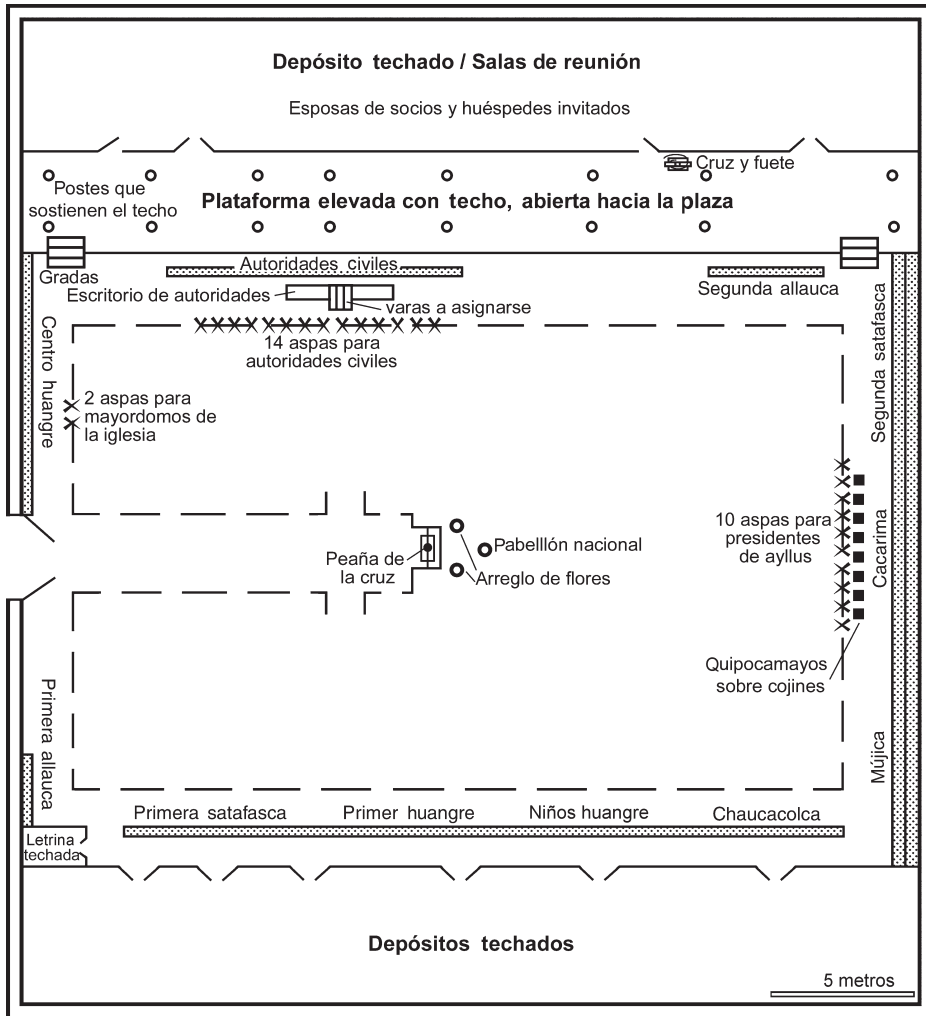 Depósito techado / Salas de reunión
Esposas de socios y huéspedes invitados
Cruz y fuete
Postes que
sostienen el techo
Plataforma elevada con techo, abierta hacia la plaza
Gradas
Autoridades civiles
Segunda allauca
Escritorio de autoridades
varas a asignarse
14 aspas para
autoridades civiles
Centro huangre
Segunda satafasca
2 aspas para
mayordomos de
la iglesia
10 aspas para
presidentes
de ayllus
Cacarima
Peaña de
la cruz
Pabelllón nacional
Arreglo de flores
Quipocamayos
sobre cojines
Primera allauca
Mújica
Primera satafasca
Primer huangre
Niños huangre
Chaucacolca
Letrina
techada
Depósitos techados
5 metros